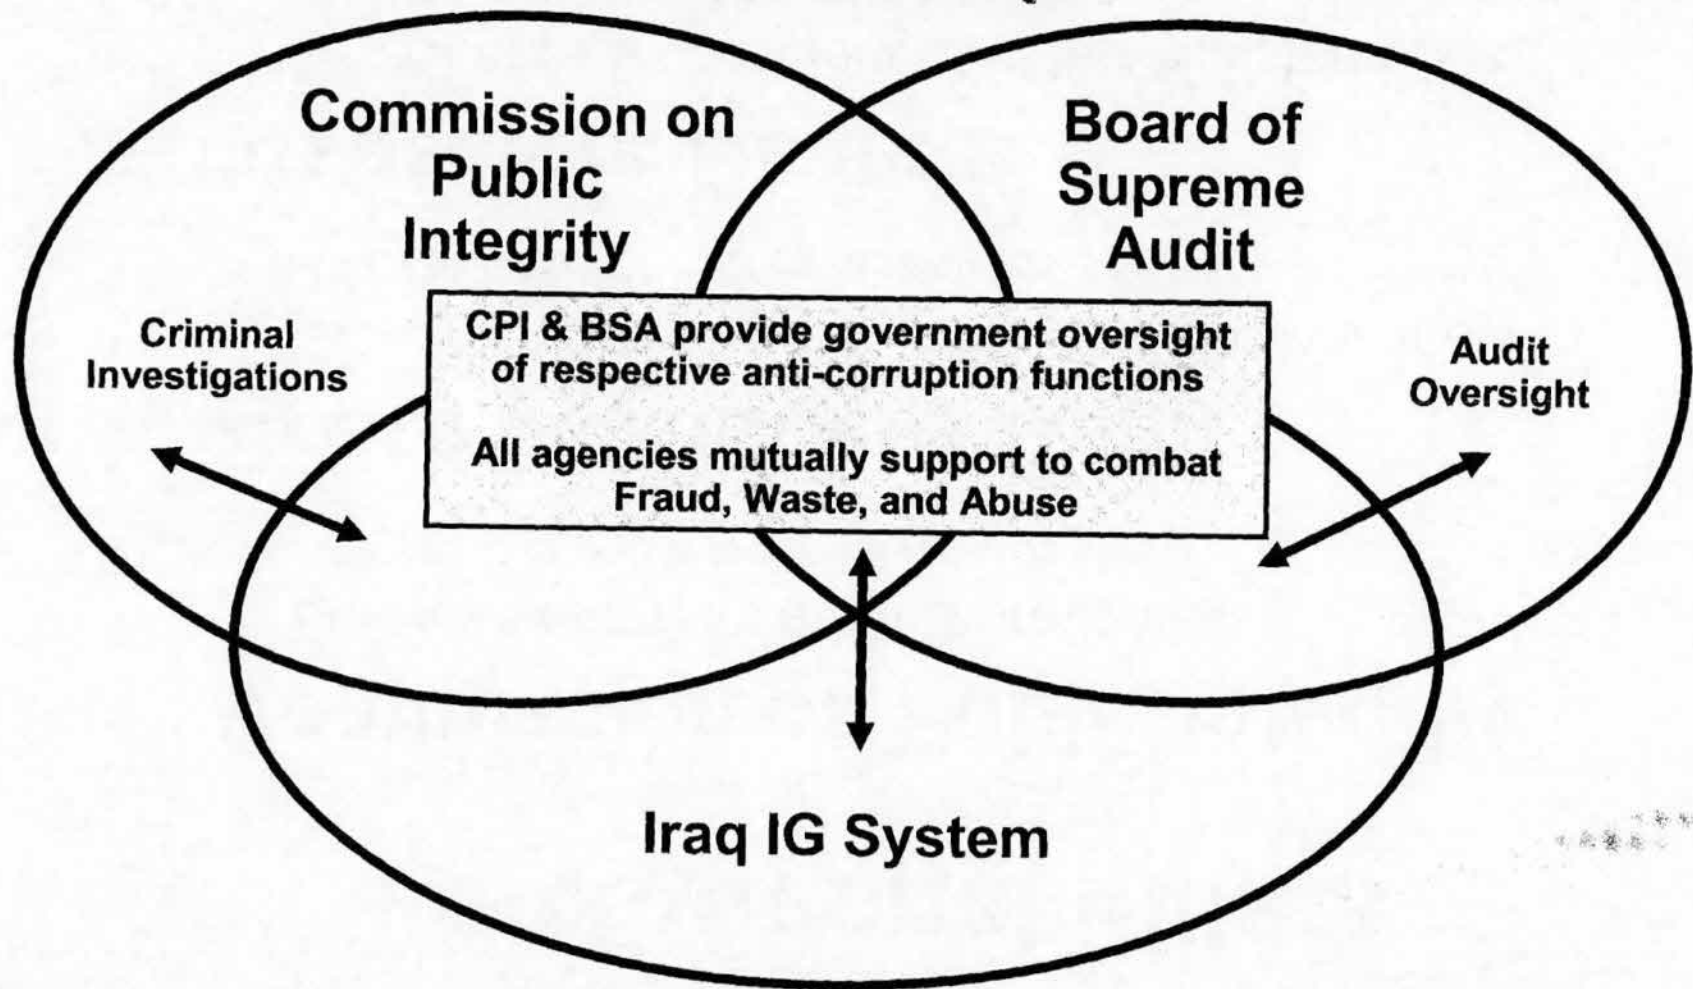 Commission on
Public
Integrity
Board of
Supreme
Audit
Criminal
Investigations
CPI & BSA provide government oversight
of respective anti-corruption functions
All agencies mutually support to combat
Fraud, Waste, and Abuse
Audit
Oversight
Iraq IG System